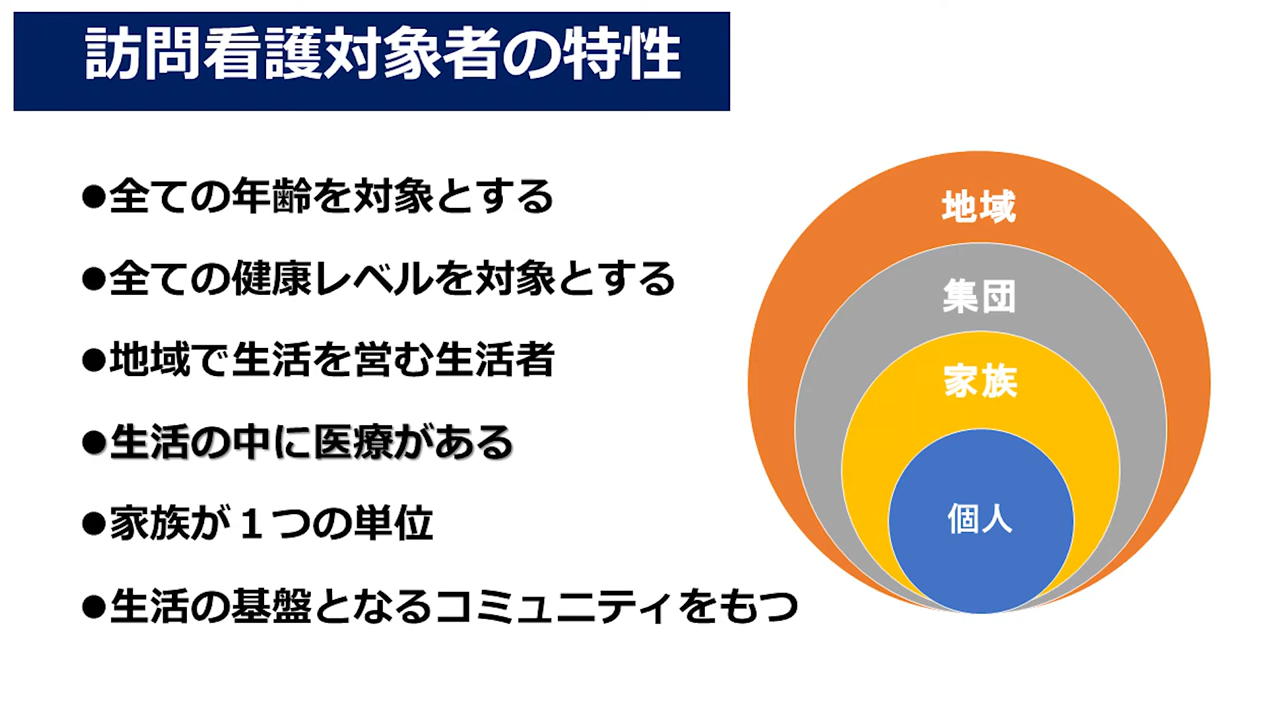 訪問看護対象者の特性
●全ての年齢を対象とする
●全ての健康レベルを対象とする
●地域で生活を営む生活者
●生活の中に医療がある
●家族が１つの単位
●生活の基盤となるコミュニティをもつ
地域
集団
家族
個人